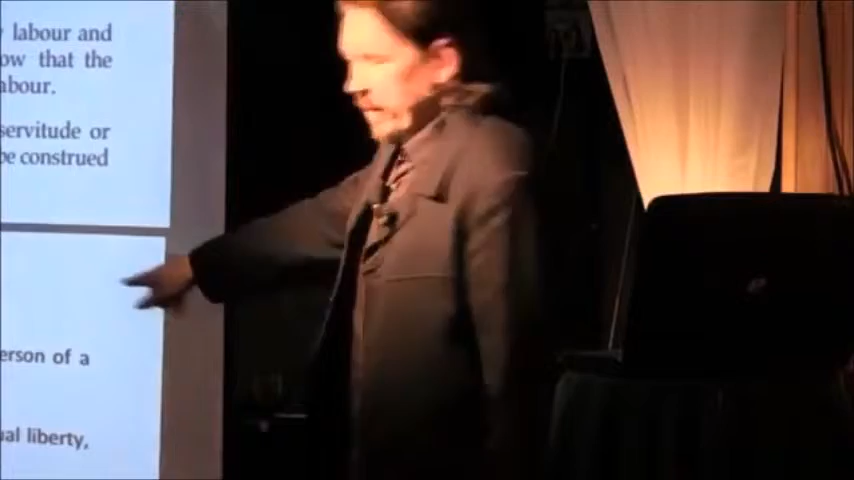 labour and
ow that the
abour.
servitude or
be construed
erson of a
ual liberty,